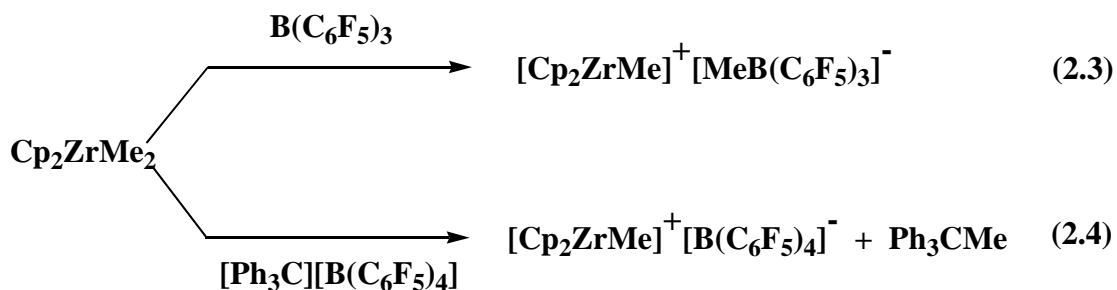 B(C₆F₅)₃
[Cp₂ZrMe]⁺[MeB(C₆F₅)₃]⁻ (2.3)
Cp₂ZrMe₂
[Cp₂ZrMe]⁺[B(C₆F₅)₄]⁻ + Ph₃CMe (2.4)
[Ph₃C][B(C₆F₅)₄]